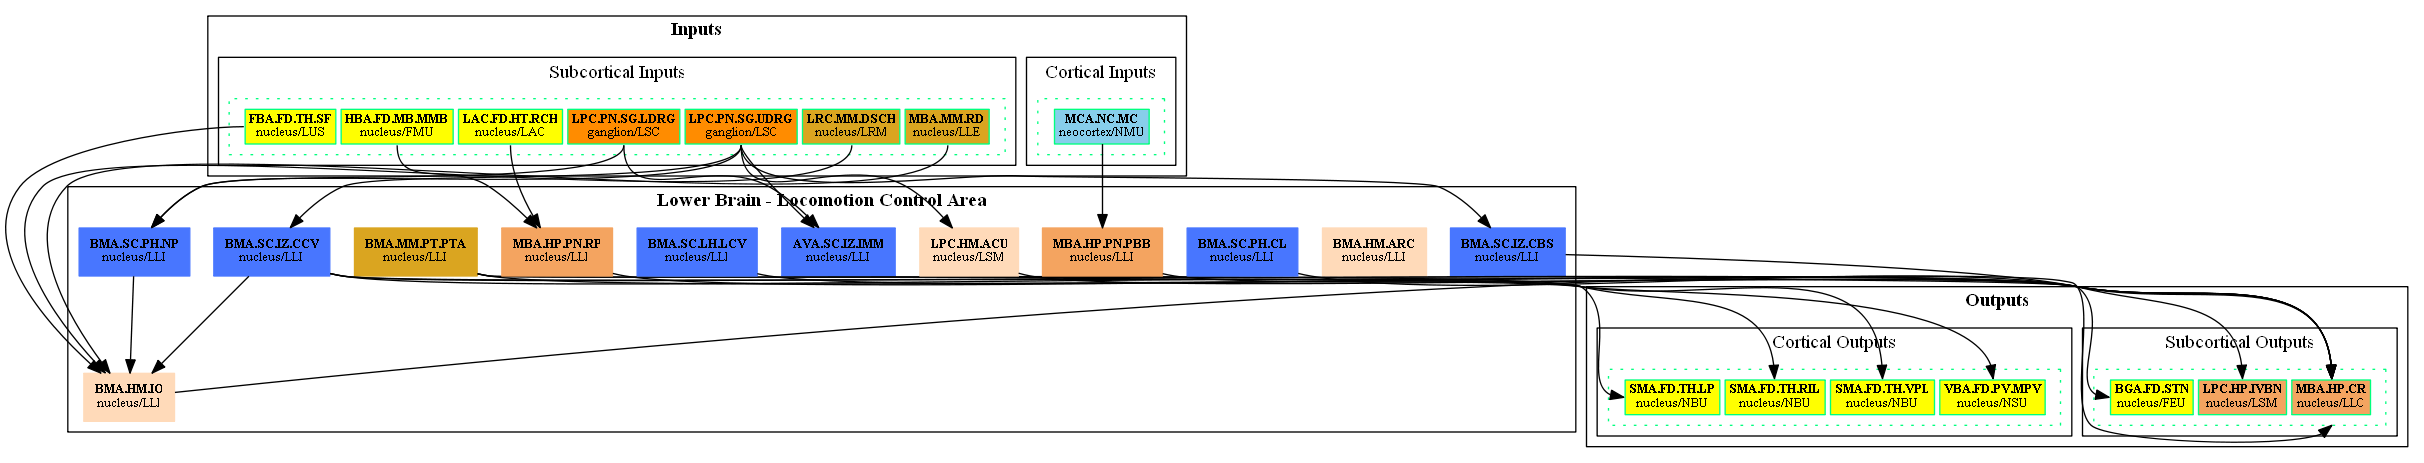 Inputs
Subcortical Inputs
Cortical Inputs
FBA.FD.TH.SF
nucleus/LUS
HBA.FD.MB.MMB
nucleus/FMU
LAC.FD.HT.RCH
nucleus/LAC
LPC.PN.SG.LDRG
ganglion/LSC
LPC.PN.SG.UDRG
ganglion/LSC
LRC.MM.DSCH
nucleus/LRM
MBA.MM.RD
nucleus/LLE
MCA.NC.MC
neocortex/NMU
Lower Brain - Locomotion Control Area
BMA.SC.PH.NP
nucleus/LLI
BMA.SC.IZ.CCV
nucleus/LLI
BMA.MM.PT.PTA
nucleus/LLI
MBA.HP.PN.RP
nucleus/LLI
BMA.SC.LH.LCV
nucleus/LLI
AVA.SC.IZ.IMM
nucleus/LLI
LPC.HM.ACU
nucleus/LSM
MBA.HP.PN.PBB
nucleus/LLI
BMA.SC.PH.CL
nucleus/LLI
BMA.HM.ARC
nucleus/LLI
BMA.SC.IZ.CBS
nucleus/LLI
BMA.HM.IO
nucleus/LLI
Outputs
Cortical Outputs
Subcortical Outputs
SMA.FD.TH.LP
nucleus/NBU
SMA.FD.TH.RIL
nucleus/NBU
SMA.FD.TH.VPL
nucleus/NBU
VBA.FD.PV.MPV
nucleus/NSU
BGA.FD.STN
nucleus/FEU
LPC.HP.IVBN
nucleus/LSM
MBA.HP.CR
nucleus/LLC